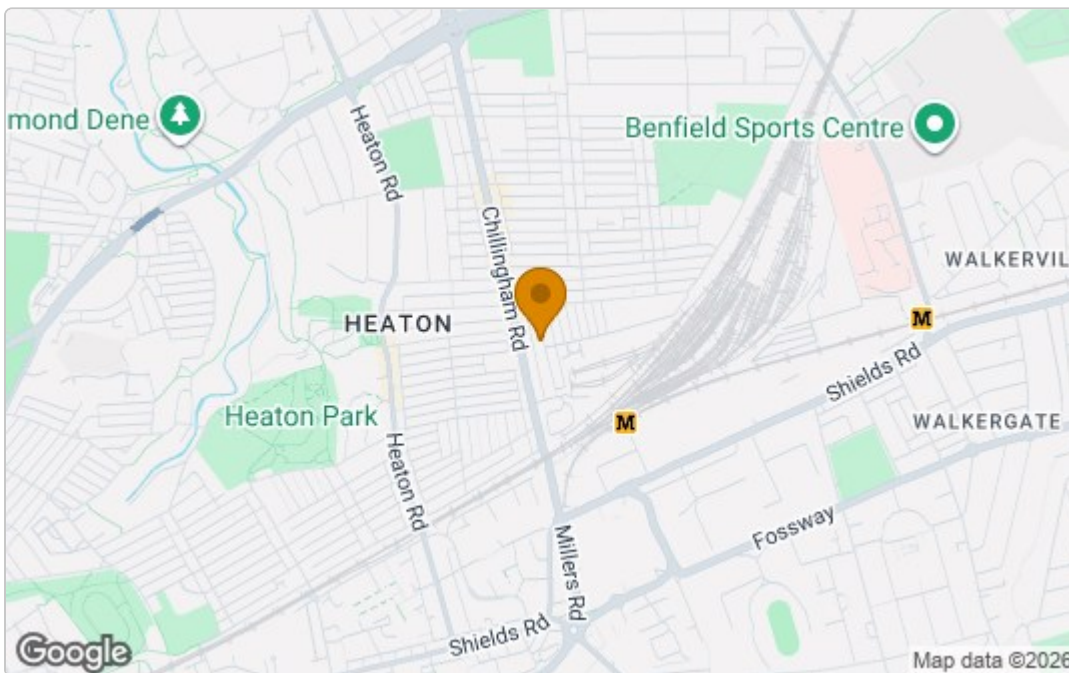 mond Dene
Heaton Rd
Benfield Sports Centre
Chillingham Rd
WALKERVIL
HEATON
M
Shields Rd
Heaton Park
M
WALKERGATE
Heaton Rd
Fossway
Millers Rd
Shields Rd
Google
Map data ©2026